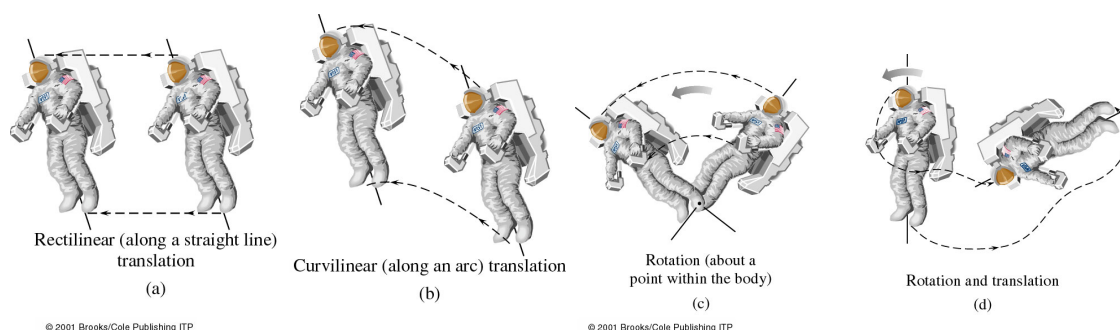 Rectilinear (along a straight line)
translation
(a)
Curvilinear (along an arc) translation
(b)
Rotation (about a
point within the body)
(c)
Rotation and translation
(d)
© 2001 Brooks/Cole Publishing ITP
© 2001 Brooks/Cole Publishing ITP